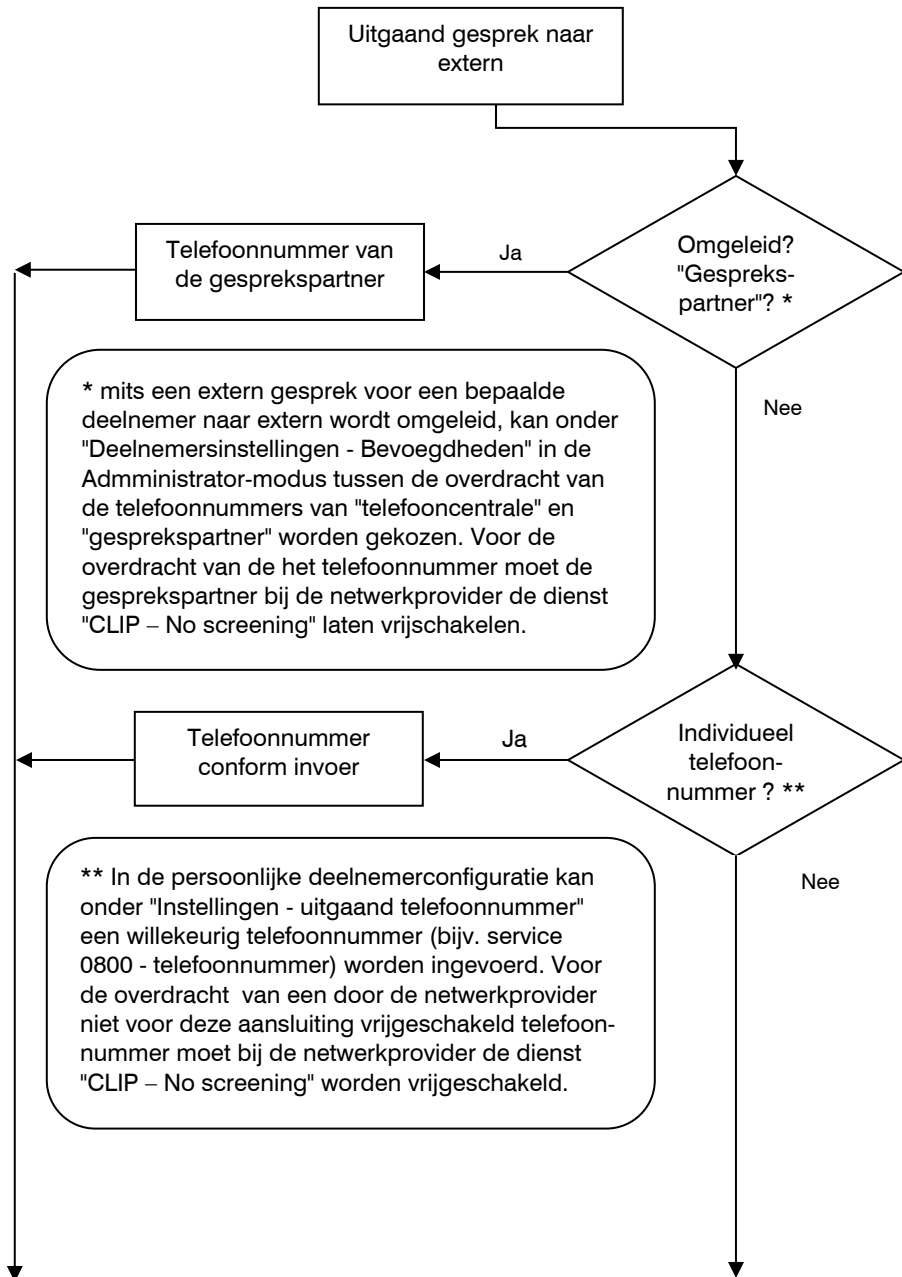 Uitgaand gesprek naar
extern
Omgeleid?
"Gespreks-
partner"? *
Ja
Telefoonnummer van
de gesprekspartner
Nee
* mits een extern gesprek voor een bepaalde
deelnemer naar extern wordt omgeleid, kan onder
"Deelnemersinstellingen - Bevoegdheden" in de
Admministrator-modus tussen de overdracht van
de telefoonnummers van "telefooncentrale" en
"gesprekspartner" worden gekozen. Voor de
overdracht van de het telefoonnummer moet de
gesprekspartner bij de netwerkprovider de dienst
"CLIP – No screening" laten vrijschakelen.
Individueel
telefoon-
nummer ? **
Ja
Telefoonnummer
conform invoer
Nee
** In de persoonlijke deelnemerconfiguratie kan
onder "Instellingen - uitgaand telefoonnummer"
een willekeurig telefoonnummer (bijv. service
0800 - telefoonnummer) worden ingevoerd. Voor
de overdracht van een door de netwerkprovider
niet voor deze aansluiting vrijgeschakeld telefoon-
nummer moet bij de netwerkprovider de dienst
"CLIP – No screening" worden vrijgeschakeld.